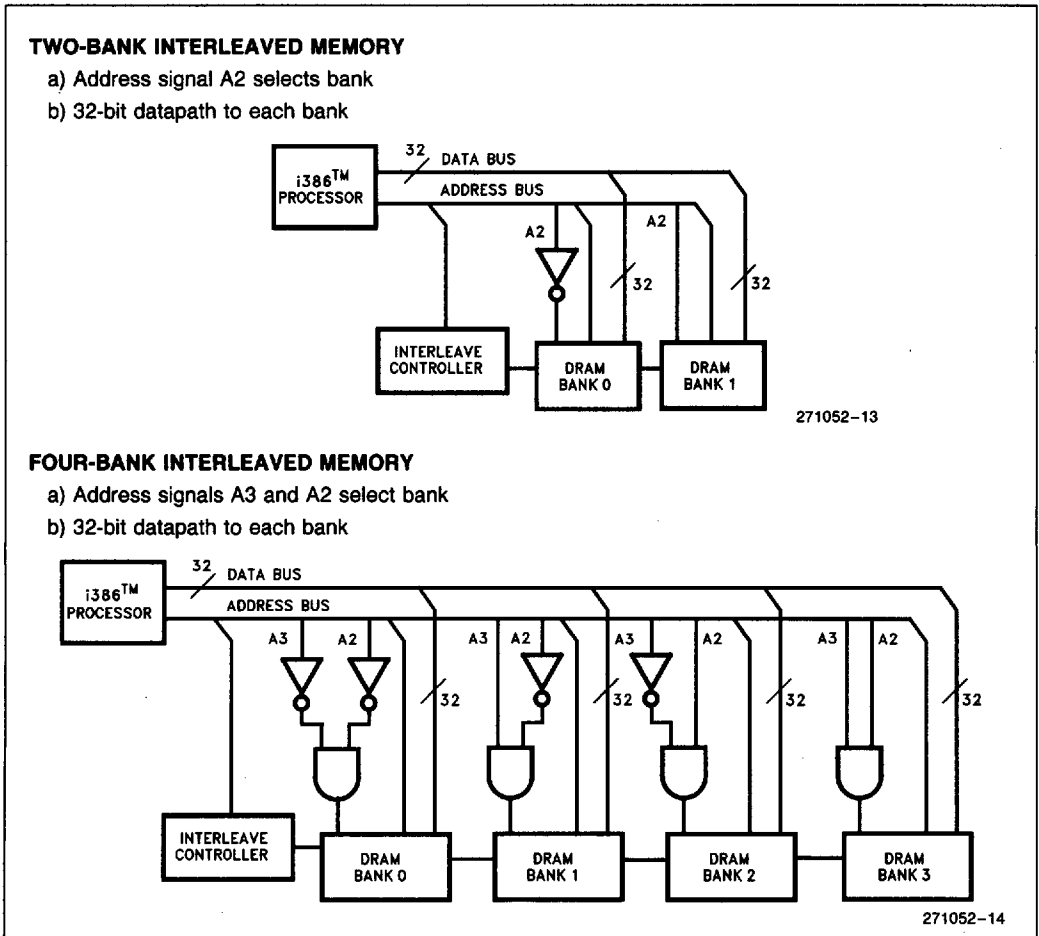 TWO-BANK INTERLEAVED MEMORY
a) Address signal A2 selects bank
b) 32-bit datapath to each bank
i386™
PROCESSOR
32
DATA BUS
ADDRESS BUS
A2
A2
32
32
INTERLEAVE
CONTROLLER
DRAM
BANK 0
DRAM
BANK 1
271052-13
FOUR-BANK INTERLEAVED MEMORY
a) Address signals A3 and A2 select bank
b) 32-bit datapath to each bank
i386™
PROCESSOR
32
DATA BUS
ADDRESS BUS
A3
A2
A3
A2
A3
A2
A3
A2
32
32
32
32
INTERLEAVE
CONTROLLER
DRAM
BANK 0
DRAM
BANK 1
DRAM
BANK 2
DRAM
BANK 3
271052-14